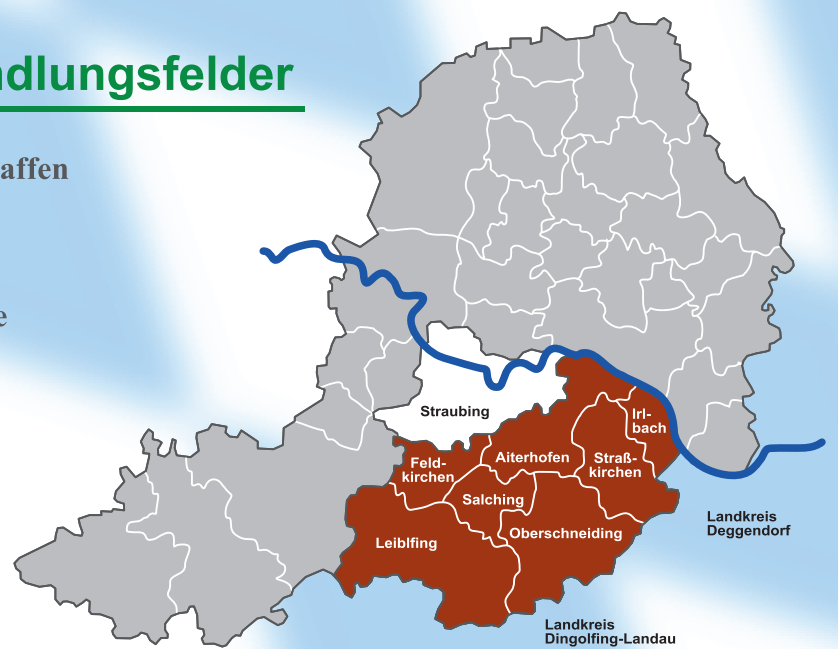 ndlungsfelder
affen
e
Straubing
Irl-
bach
Feld-
kirchen
Aiterhofen
Straß-
kirchen
Salching
Leiblfing
Oberschneiding
Landkreis
Deggendorf
Landkreis
Dingolfing-Landau